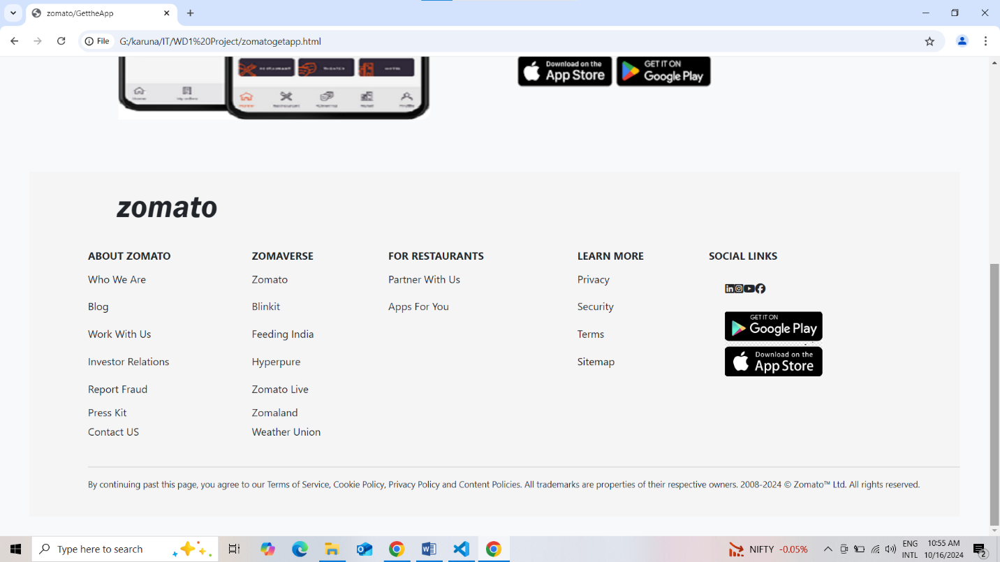 zomato/GettheApp
File
G:/karuna/IT/WD1%20Project/zomatogetapp.html
Download on the
App Store
GET IT ON
Google Play
zomato
ABOUT ZOMATO
Who We Are
Blog
Work With Us
Investor Relations
Report Fraud
Press Kit
Contact US
ZOMAVERSE
Zomato
Blinkit
Feeding India
Hyperpure
Zomato Live
Zomaland
Weather Union
FOR RESTAURANTS
Partner With Us
Apps For You
LEARN MORE
Privacy
Security
Terms
Sitemap
SOCIAL LINKS
GET IT ON
Google Play
Download on the
App Store
By continuing past this page, you agree to our Terms of Service, Cookie Policy, Privacy Policy and Content Policies. All trademarks are properties of their respective owners. 2008-2024 © Zomato™ Ltd. All rights reserved.
Type here to search
NIFTY -0.05%
ENG
INTL
10:55 AM
10/16/2024
2